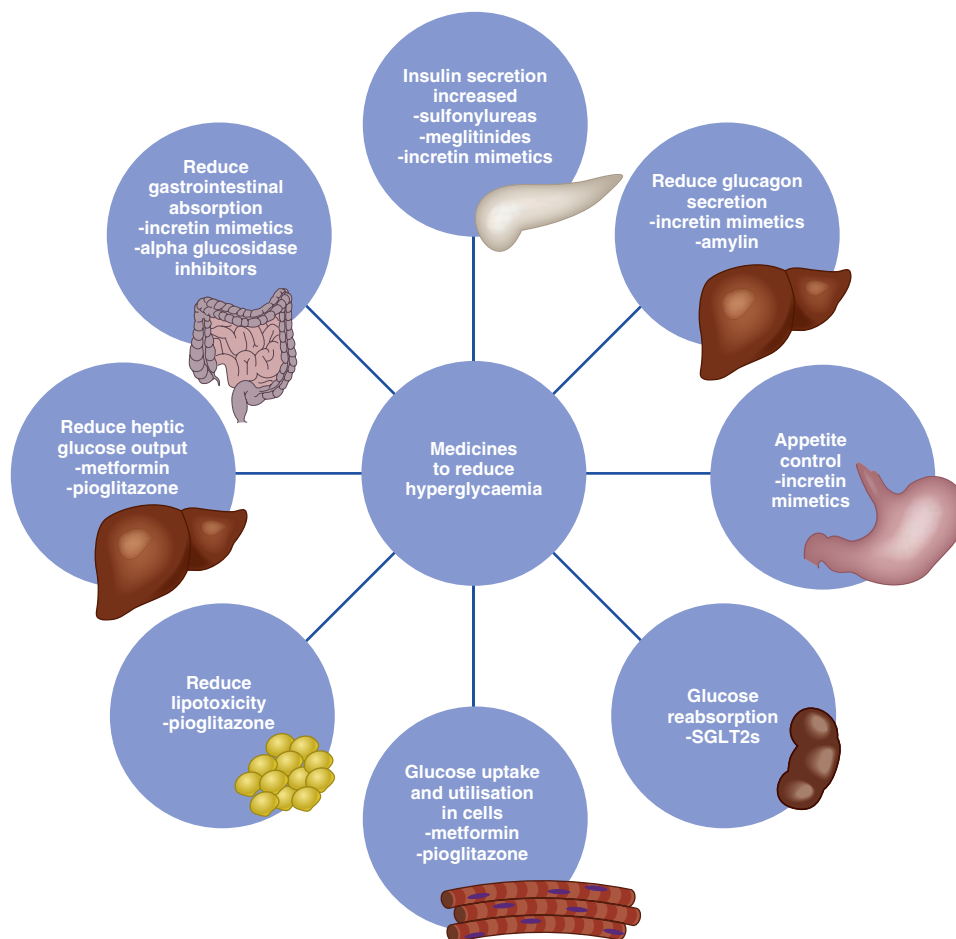 Insulin secretion
increased
-sulfonylureas
-meglitinides
-incretin mimetics
Reduce glucagon
secretion
-incretin mimetics
-amylin
Appetite
control
-incretin
mimetics
Glucose
reabsorption
-SGLT2s
Glucose uptake
and utilisation
in cells
-metformin
-pioglitazone
Reduce
lipotoxicity
-pioglitazone
Reduce heptic
glucose output
-metformin
-pioglitazone
Reduce
gastrointestinal
absorption
-incretin mimetics
-alpha glucosidase
inhibitors
Medicines
to reduce
hyperglycaemia